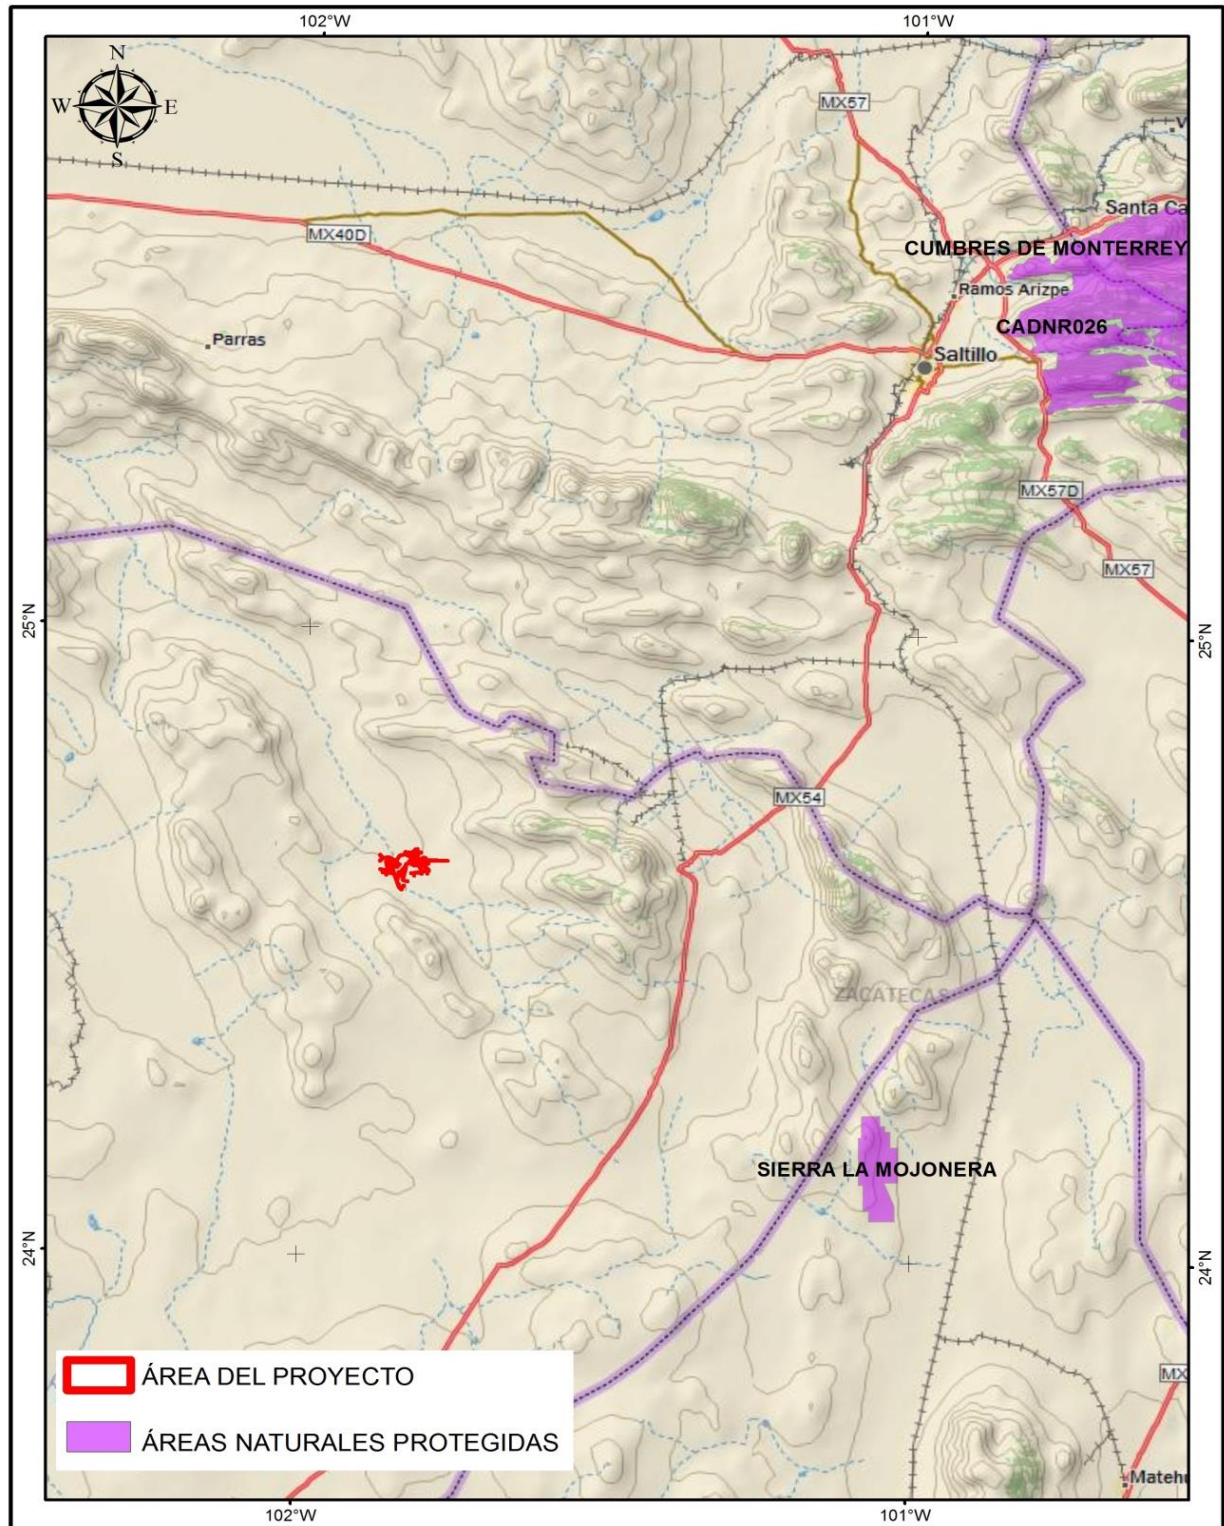 102°W
101°W
N
W
E
S
MX57
V
Santa Ca
MX40D
CUMBRES DE MONTERREY
Ramos Arizpe
CADNR026
Parras
Saltillo
MX57D
MX57
25°N
25°N
MX54
ZACATECAS
SIERRA LA MOJONERA
24°N
24°N
MX
ÁREA DEL PROYECTO
ÁREAS NATURALES PROTEGIDAS
Matehu
102°W
101°W